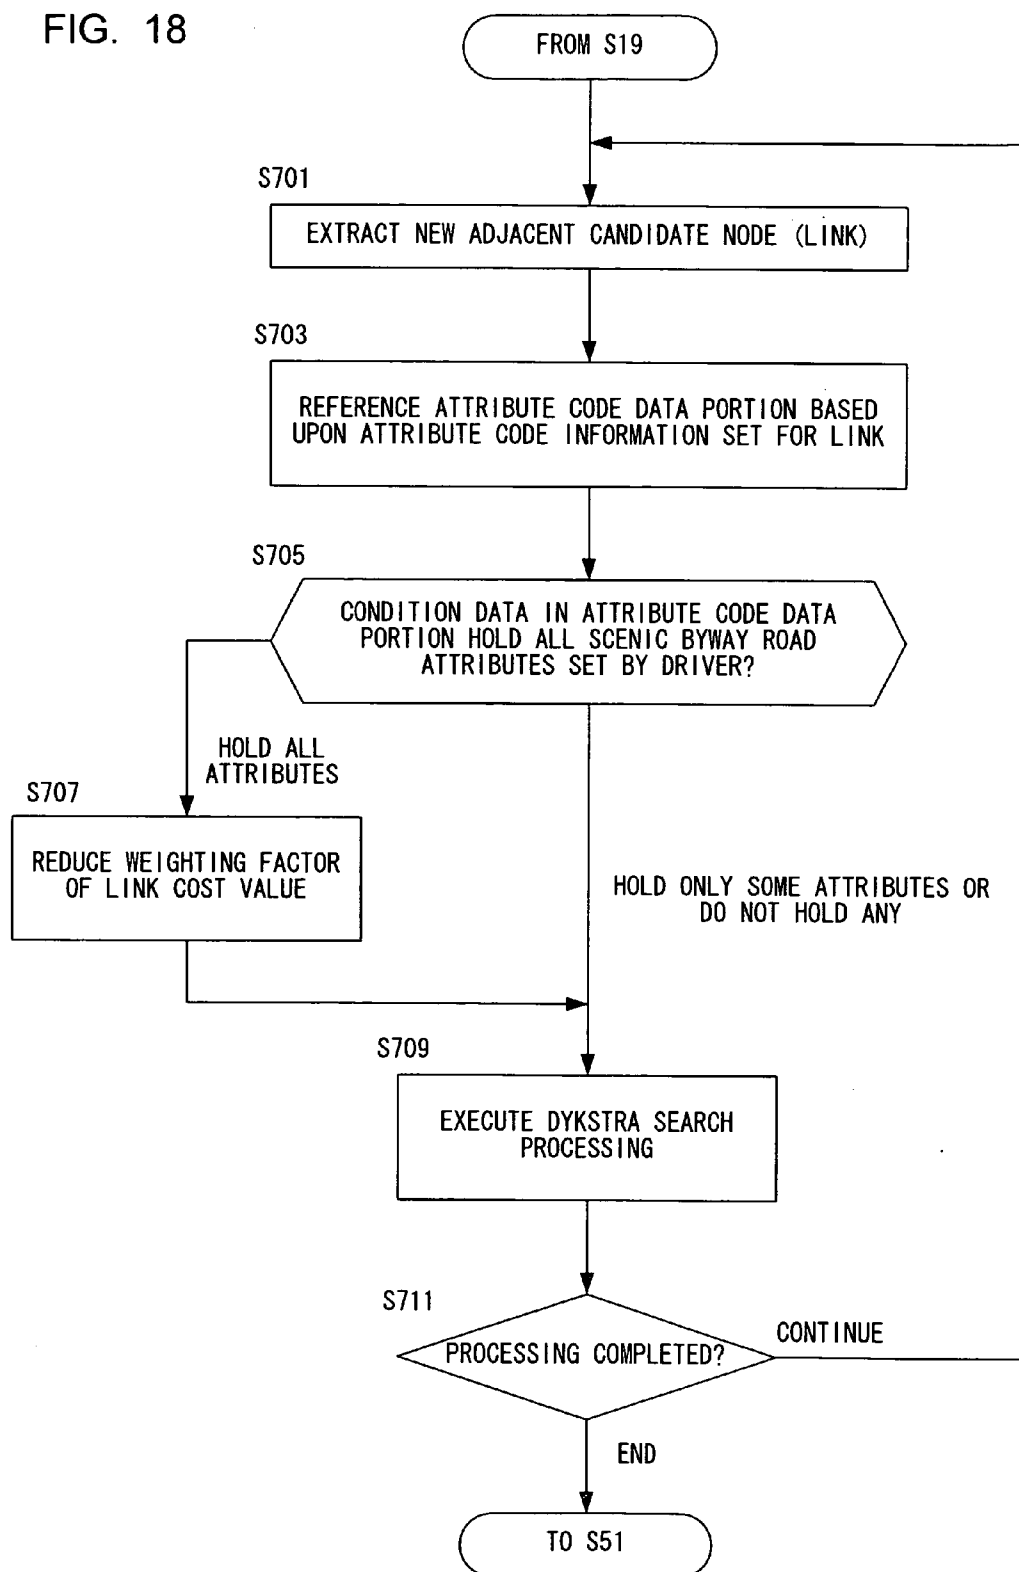 FIG. 18
FROM S19
S701
EXTRACT NEW ADJACENT CANDIDATE NODE (LINK)
S703
REFERENCE ATTRIBUTE CODE DATA PORTION BASED
UPON ATTRIBUTE CODE INFORMATION SET FOR LINK
S705
CONDITION DATA IN ATTRIBUTE CODE DATA
PORTION HOLD ALL SCENIC BYWAY ROAD
ATTRIBUTES SET BY DRIVER?
HOLD ALL
ATTRIBUTES
S707
REDUCE WEIGHTING FACTOR
OF LINK COST VALUE
HOLD ONLY SOME ATTRIBUTES OR
DO NOT HOLD ANY
S709
EXECUTE DYKSTRA SEARCH
PROCESSING
S711
PROCESSING COMPLETED?
CONTINUE
END
TO S51